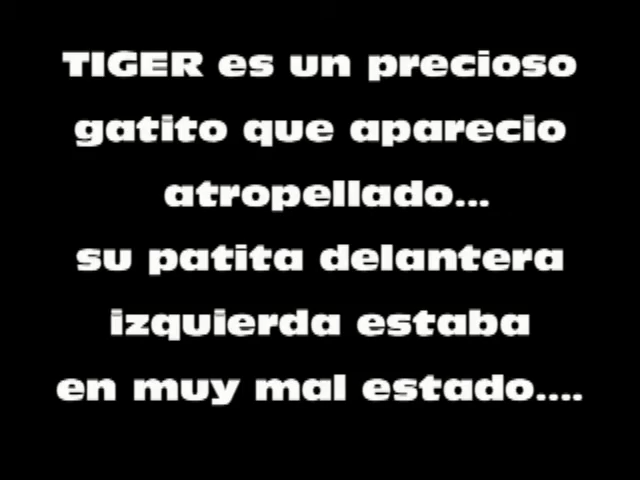 TIGER es un precioso
gatito que aparecio
atropellado...
su patita delantera
izquierda estaba
en muy mal estado....